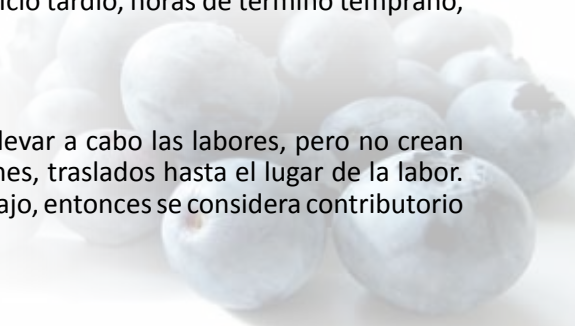 tardío, horas de término temprano,
levar a cabo las labores, pero no crean
nes, traslados hasta el lugar de la labor.
ajo, entonces se considera contributorio